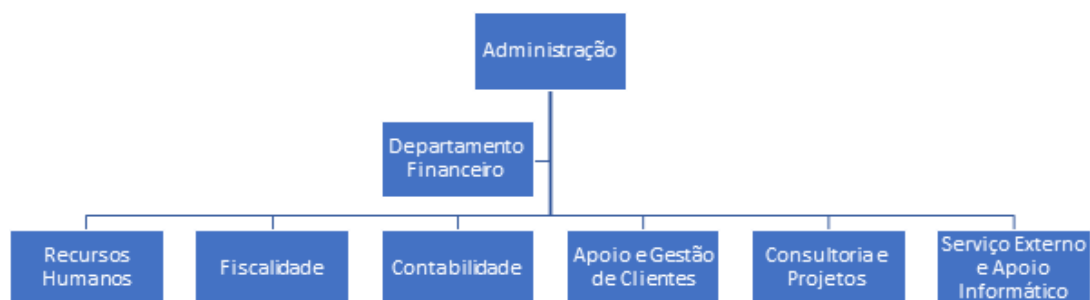 Administração
Departamento
Financeiro
Recursos
Humanos
Fiscalidade
Contabilidade
Apoio e Gestão
de Clientes
Consultoria e
Projetos
Serviço Externo
e Apoio
Informático